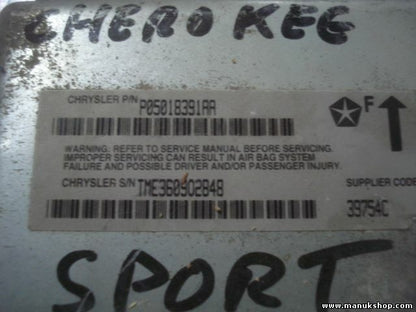 CHEROKEE
CHRYSLER P/N P05018391AA
F
WARNING: REFER TO SERVICE MANUAL BEFORE SERVICING.
IMPROPER SERVICING CAN RESULT IN AIR BAG SYSTEM
FAILURE AND POSSIBLE DRIVER AND/OR PASSENGER INJURY.
CHRYSLER S/N TME360902848 SUPPLIER CODE
39754C
SPORT
www.manukshop.com